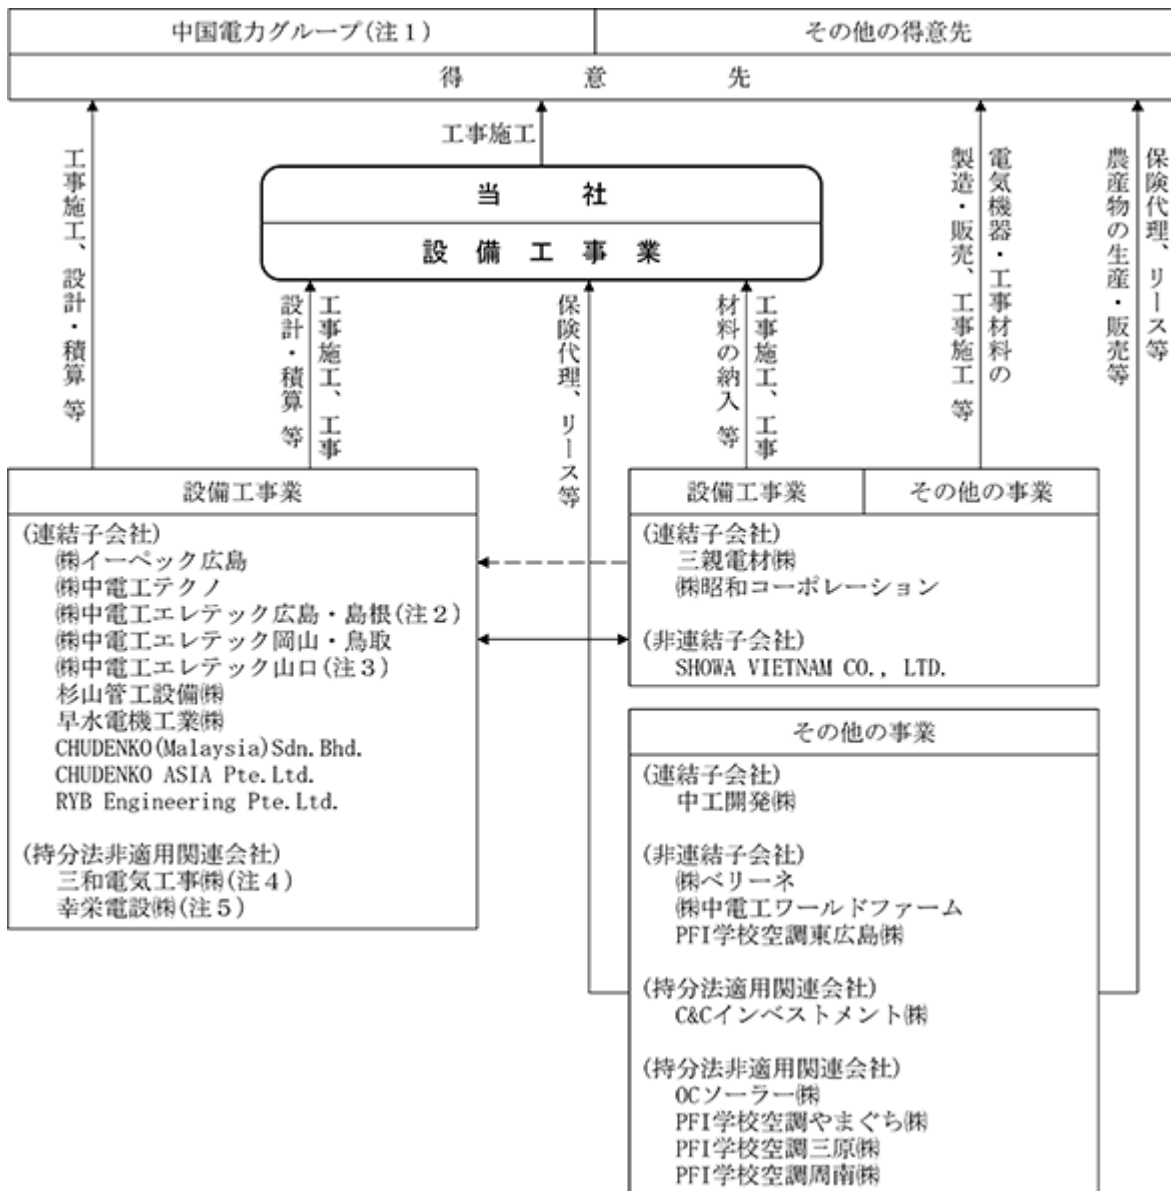 中国電力グループ(注１)
その他の得意先
得意先
工事施工
当社
設備工事業
工事施工、設計・積算 等
工事施工、工事
設計・積算 等
保険代理、リース等
工事施工、工事
材料の納入 等
電気機器・工事材料の
製造・販売、工事施工 等
保険代理、リース等
農産物の生産・販売等
設備工事業
(連結子会社)
㈱イーペック広島
㈱中電工テクノ
㈱中電工エレテック広島・島根(注２)
㈱中電工エレテック岡山・鳥取
㈱中電工エレテック山口(注３)
杉山管工設備㈱
早水電機工業㈱
CHUDENKO(Malaysia)Sdn.Bhd.
CHUDENKO ASIA Pte.Ltd.
RYB Engineering Pte.Ltd.
(持分法非適用関連会社)
三和電気工事㈱(注４)
幸栄電設㈱(注５)
設備工事業
その他の事業
(連結子会社)
三親電材㈱
㈱昭和コーポレーション
(非連結子会社)
SHOWA VIETNAM CO., LTD.
その他の事業
(連結子会社)
中工開発㈱
(非連結子会社)
㈱ベリーネ
㈱中電工ワールドファーム
PFI学校空調東広島㈱
(持分法適用関連会社)
C&Cインベストメント㈱
(持分法非適用関連会社)
OCソーラー㈱
PFI学校空調やまぐち㈱
PFI学校空調三原㈱
PFI学校空調周南㈱